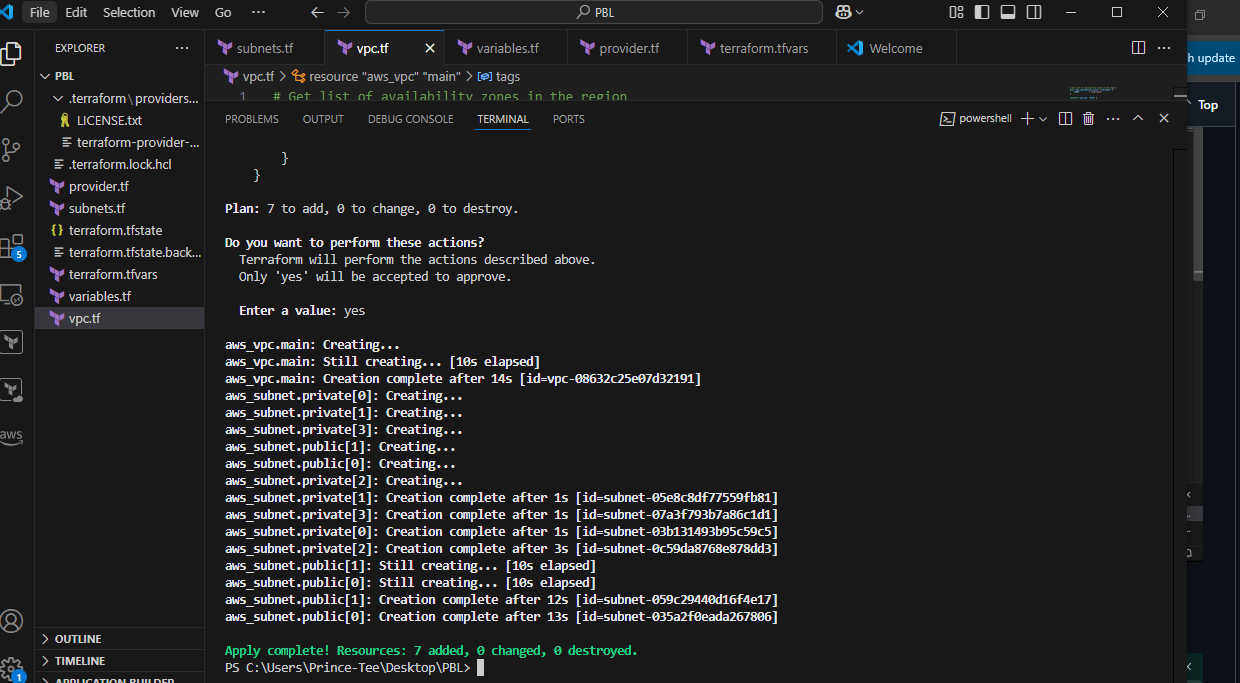 File Edit Selection View Go ··· PBL
EXPLORER ···
subnets.tf vpc.tf variables.tf provider.tf terraform.tfvars Welcome ···
update
vpc.tf > resource "aws_vpc" "main" > tags
1 # Get list of availability zones in the region
Top
PBL
.terraform\providers...
LICENSE.txt
terraform-provider-...
.terraform.lock.hcl
provider.tf
subnets.tf
{} terraform.tfstate
terraform.tfstate.back...
terraform.tfvars
variables.tf
vpc.tf
5
aws
OUTLINE
TIMELINE
APPLICATION BUILDER
1
PROBLEMS OUTPUT DEBUG CONSOLE TERMINAL PORTS powershell ···
}
}
Plan: 7 to add, 0 to change, 0 to destroy.
Do you want to perform these actions?
Terraform will perform the actions described above.
Only 'yes' will be accepted to approve.
Enter a value: yes
aws_vpc.main: Creating...
aws_vpc.main: Still creating... [10s elapsed]
aws_vpc.main: Creation complete after 14s [id=vpc-08632c25e07d32191]
aws_subnet.private[0]: Creating...
aws_subnet.private[1]: Creating...
aws_subnet.private[3]: Creating...
aws_subnet.public[1]: Creating...
aws_subnet.public[0]: Creating...
aws_subnet.private[2]: Creating...
aws_subnet.private[1]: Creation complete after 1s [id=subnet-05e8c8df77559fb81]
aws_subnet.private[3]: Creation complete after 1s [id=subnet-07a3f793b7a86c1d1]
aws_subnet.private[0]: Creation complete after 1s [id=subnet-03b131493b95c59c5]
aws_subnet.private[2]: Creation complete after 3s [id=subnet-0c59da8768e878dd3]
aws_subnet.public[1]: Still creating... [10s elapsed]
aws_subnet.public[0]: Still creating... [10s elapsed]
aws_subnet.public[1]: Creation complete after 12s [id=subnet-059c29440d16f4e17]
aws_subnet.public[0]: Creation complete after 13s [id=subnet-035a2f0eada267806]
Apply complete! Resources: 7 added, 0 changed, 0 destroyed.
PS C:\Users\Prince-Tee\Desktop\PBL>